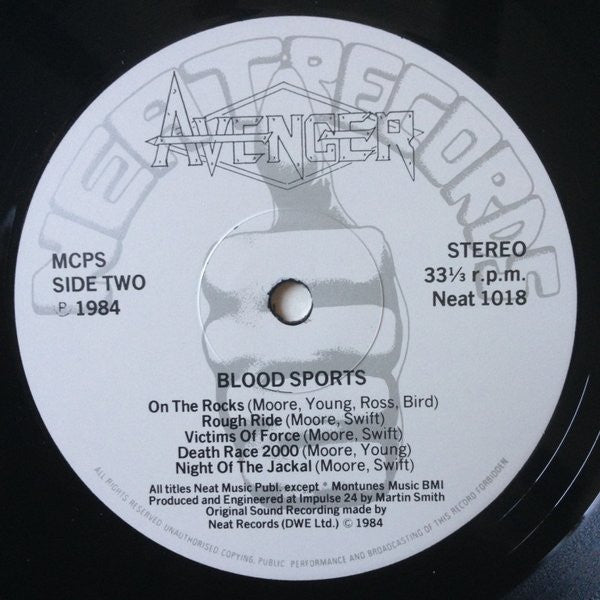 NEAT RECORDS
AVENGER
MCPS
SIDE TWO
℗ 1984
STEREO
33⅓ r.p.m.
Neat 1018
BLOOD SPORTS
On The Rocks (Moore, Young, Ross, Bird)
Rough Ride (Moore, Swift)
Victims Of Force (Moore, Swift)
Death Race 2000 (Moore, Young)
Night Of The Jackal (Moore, Swift)
All titles Neat Music Publ. except * Montunes Music BMI
Produced and Engineered at Impulse 24 by Martin Smith
Original Sound Recording made by
Neat Records (DWE Ltd.) © 1984
ALL RIGHTS RESERVED UNAUTHORISED COPYING, PUBLIC PERFORMANCE AND BROADCASTING OF THIS RECORD FORBIDDEN